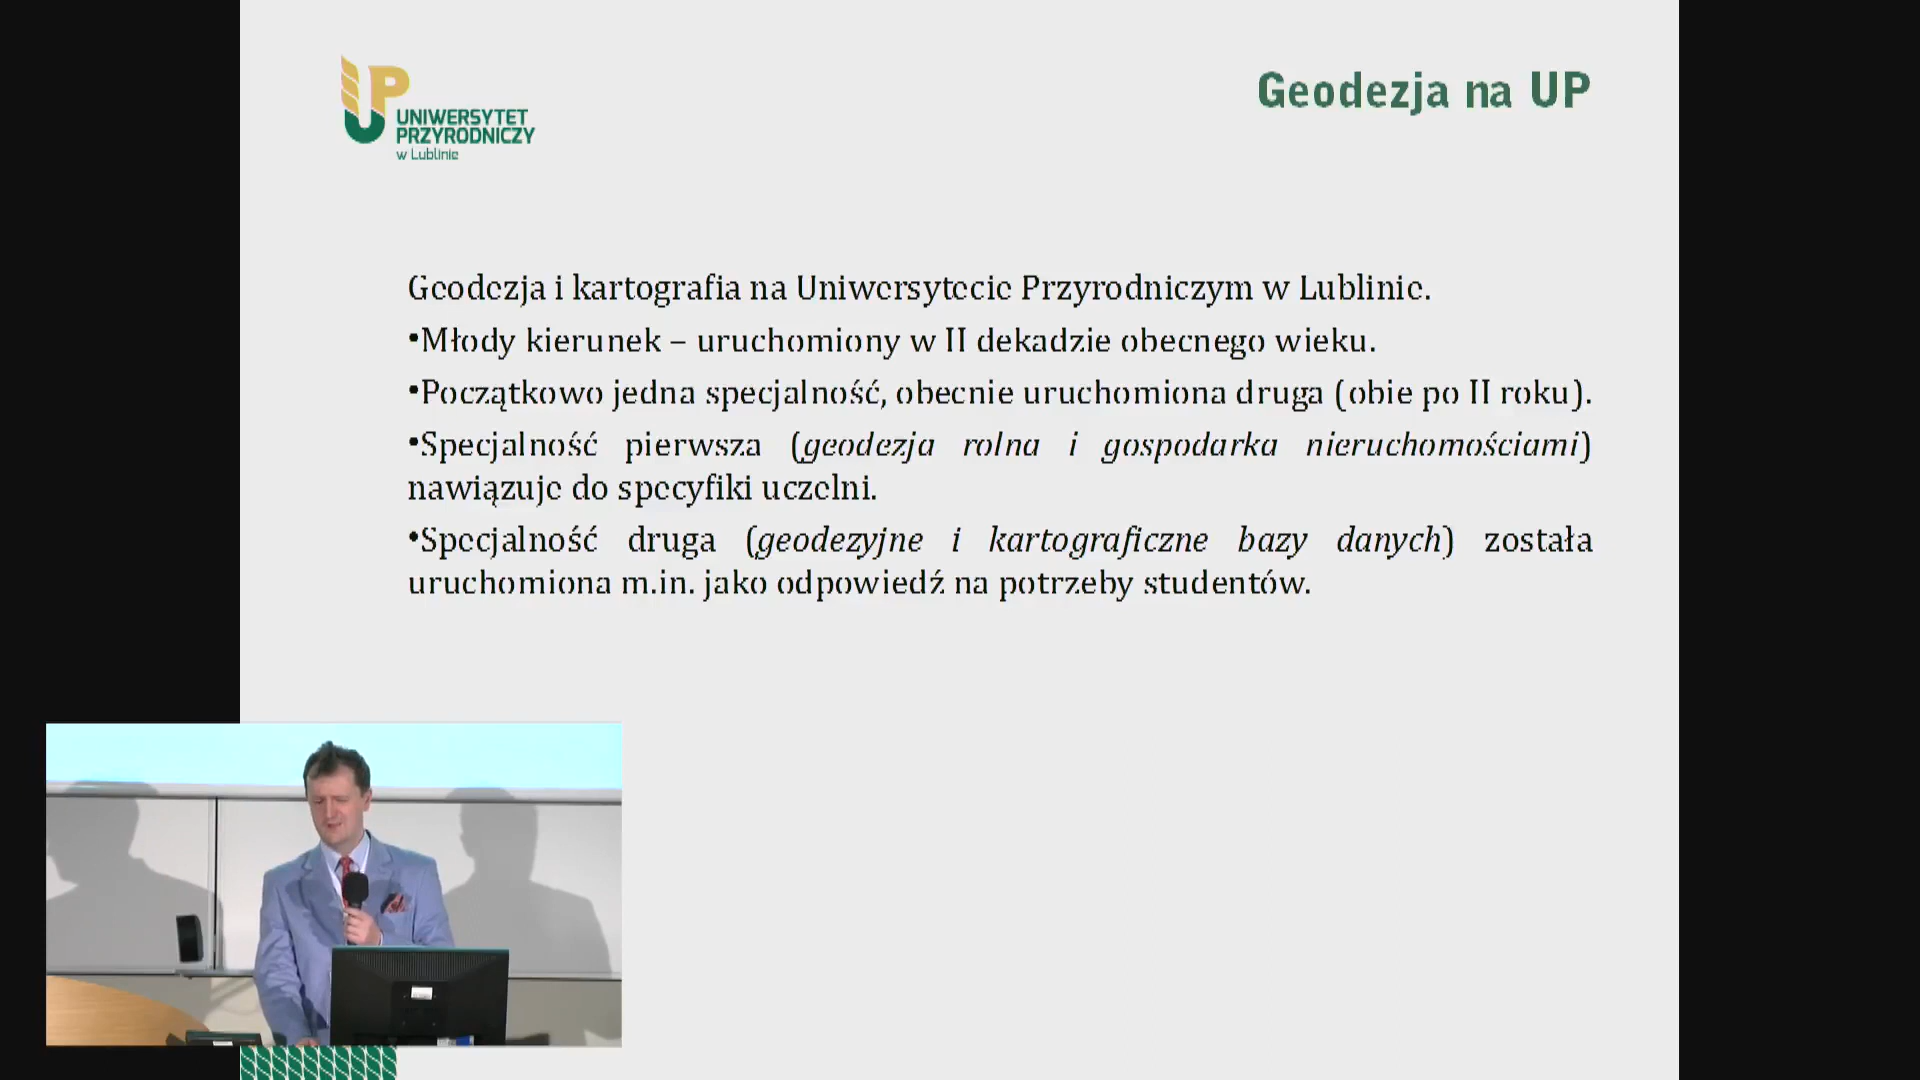 UP
UNIWERSYTET
PRZYRODNICZY
w Lublinie
Geodezja na UP
Geodezja i kartografia na Uniwersytecie Przyrodniczym w Lublinie.
•Młody kierunek – uruchomiony w II dekadzie obecnego wieku.
•Początkowo jedna specjalność, obecnie uruchomiona druga (obie po II roku).
•Specjalność pierwsza (geodezja rolna i gospodarka nieruchomościami)
nawiązuje do specyfiki uczelni.
•Specjalność druga (geodezyjne i kartograficzne bazy danych) została
uruchomiona m.in. jako odpowiedź na potrzeby studentów.